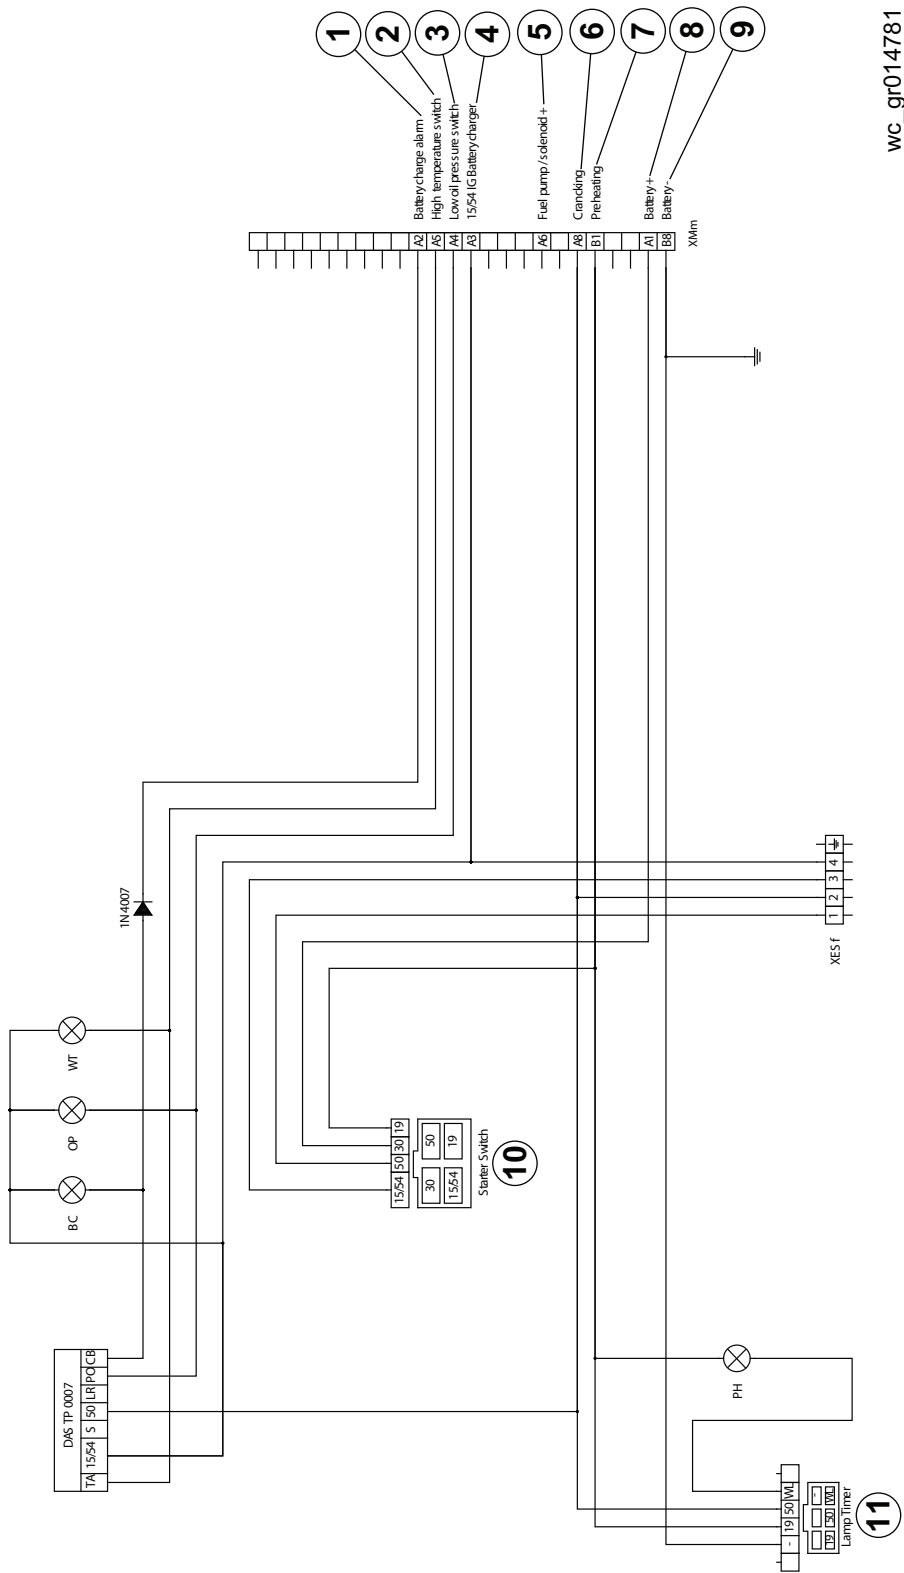 wc_gr014781
1
2
3
4
5
6
7
8
9
Battery charge alarm
High temperature switch
Low oil pressure switch
15/54 IG Battery charger
Fuel pump / solenoid +
Crancking
Preheating
Battery+
Battery-
A2
A5
A4
A3
A6
A8
B1
A1
B8
XMm
1N4007
WT
OP
BC
DAS TP 0007
TA 15/54 S 50 LR PO CB
15/54 50 30 19
30 50
15/54 19
Starter Switch
10
1 2 3 4
XES f
PH
- 19 50 WL
-
19 50 WL
Lamp Timer
11